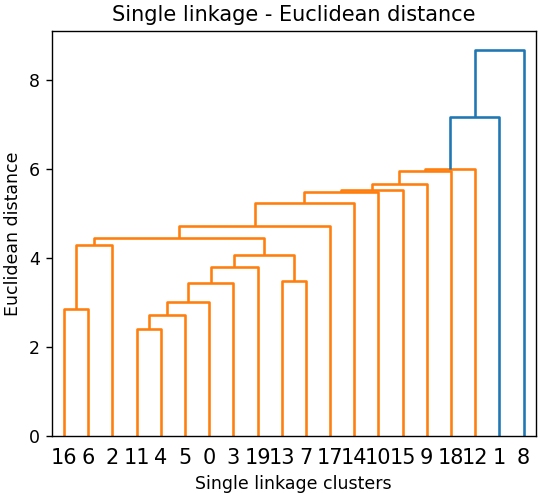 Single linkage - Euclidean distance
Euclidean distance
8
6
4
2
0
16 6 2 11 4 5 0 3 19 13 7 17 14 10 15 9 18 12 1 8
Single linkage clusters